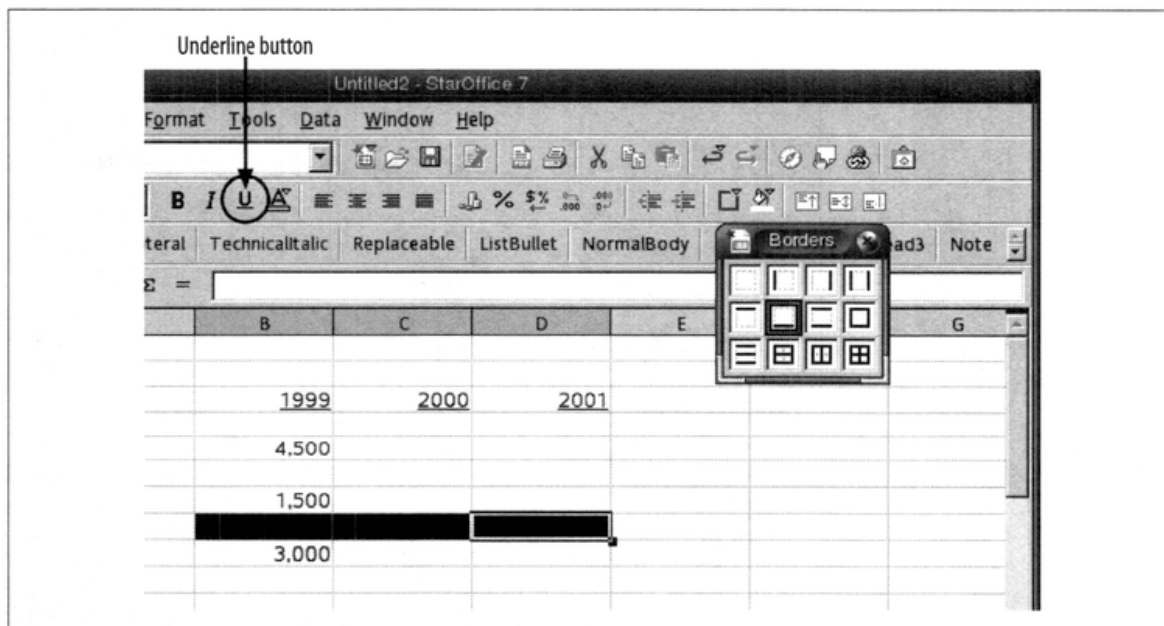 Underline button
Untitled2 - StarOffice 7
Format Tools Data Window Help
B I U A % $%
teral TechnicalItalic Replaceable ListBullet NormalBody ad3 Note
Borders
Σ =
B C D E G
1999 2000 2001
4,500
1,500
3,000